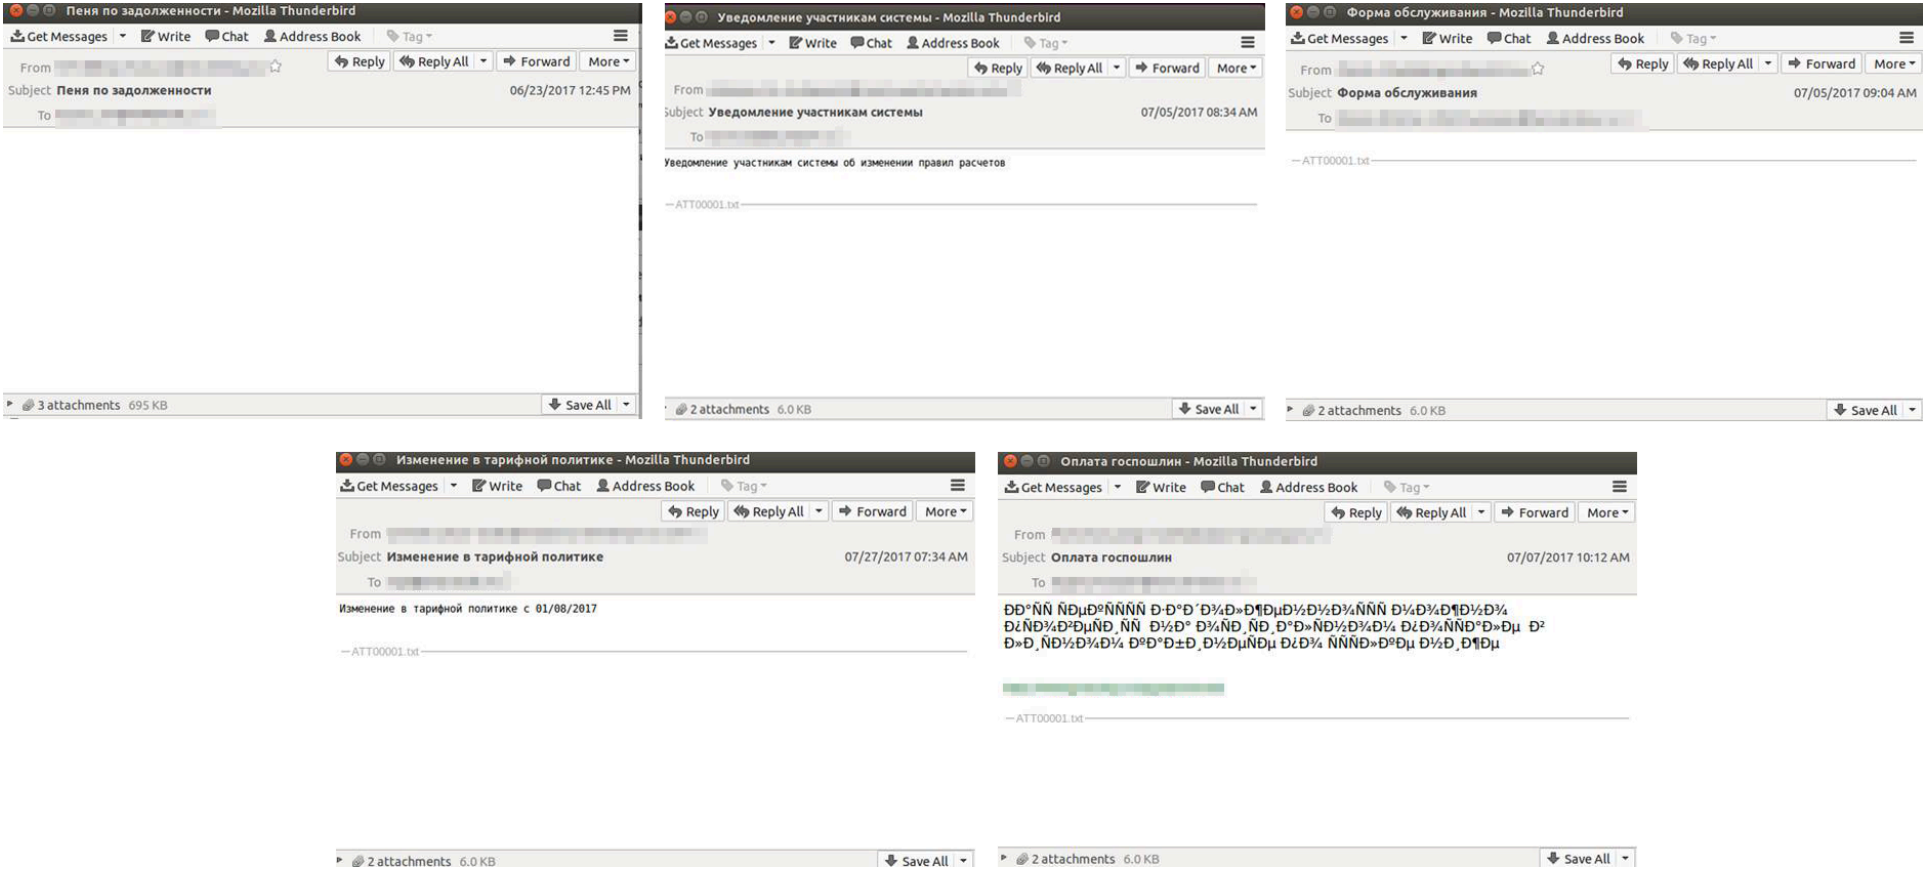 Пеня по задолженности - Mozilla Thunderbird
Get Messages Write Chat Address Book Tag
From Reply Reply All Forward More
Subject Пеня по задолженности 06/23/2017 12:45 PM
To
3 attachments 695 KB Save All
Уведомление участникам системы - Mozilla Thunderbird
Get Messages Write Chat Address Book Tag
Reply Reply All Forward More
From
Subject Уведомление участникам системы 07/05/2017 08:34 AM
To
Уведомление участникам системы об изменении правил расчетов
ATT00001.txt
2 attachments 6.0 KB Save All
Форма обслуживания - Mozilla Thunderbird
Get Messages Write Chat Address Book Tag
From Reply Reply All Forward More
Subject Форма обслуживания 07/05/2017 09:04 AM
To
ATT00001.txt
2 attachments 6.0 KB Save All
Изменение в тарифной политике - Mozilla Thunderbird
Get Messages Write Chat Address Book Tag
Reply Reply All Forward More
From
Subject Изменение в тарифной политике 07/27/2017 07:34 AM
To
Изменение в тарифной политике с 01/08/2017
ATT00001.txt
2 attachments 6.0 KB Save All
Оплата госпошлин - Mozilla Thunderbird
Get Messages Write Chat Address Book Tag
Reply Reply All Forward More
From
Subject Оплата госпошлин 07/07/2017 10:12 AM
To
ATT00001.txt
2 attachments 6.0 KB Save All